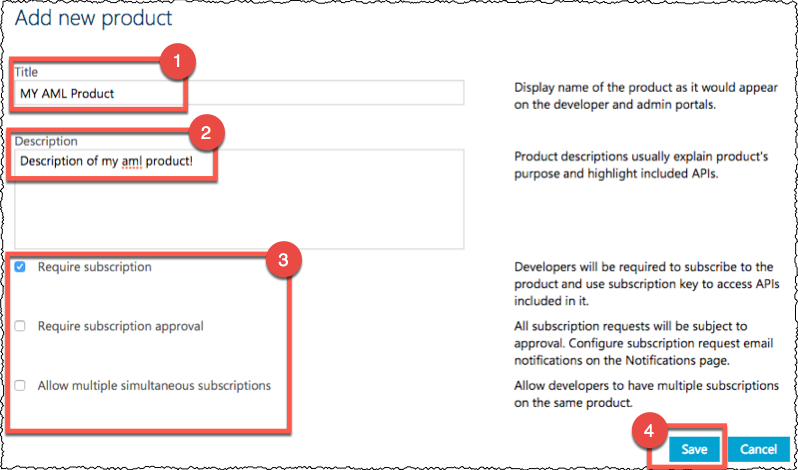 Add new product
1
Title
MY AML Product
Display name of the product as it would appear
on the developer and admin portals.
2
Description
Description of my aml product!
Product descriptions usually explain product's
purpose and highlight included APIs.
3
Require subscription
Developers will be required to subscribe to the
product and use subscription key to access APIs
included in it.
Require subscription approval
All subscription requests will be subject to
approval. Configure subscription request email
notifications on the Notifications page.
Allow multiple simultaneous subscriptions
Allow developers to have multiple subscriptions
on the same product.
4
Save Cancel